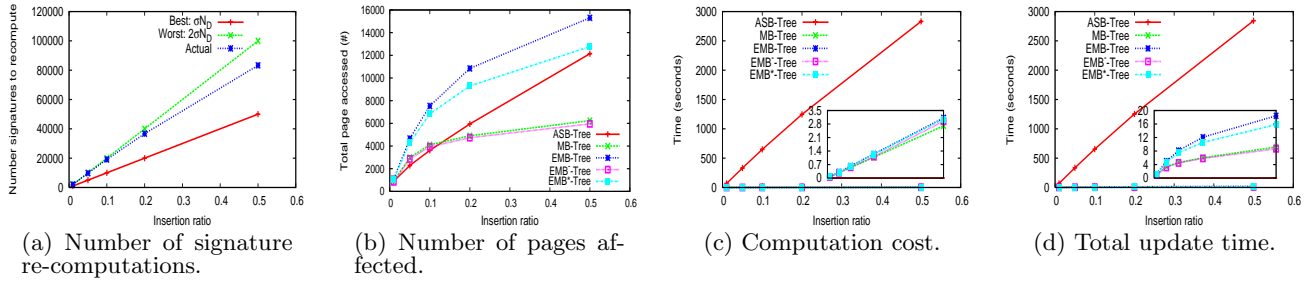 Number signatures to recompute
120000
100000
80000
60000
40000
20000
0
Best: σN_D
Worst: 2σN_D
Actual
0 0.1 0.2 0.3 0.4 0.5 0.6
Insertion ratio
(a) Number of signature
re-computations.
Total page accessed (#)
16000
14000
12000
10000
8000
6000
4000
2000
0
ASB-Tree
MB-Tree
EMB-Tree
EMB⁻-Tree
EMB*-Tree
0 0.1 0.2 0.3 0.4 0.5 0.6
Insertion ratio
(b) Number of pages af-
fected.
Time (seconds)
3000
2500
2000
1500
1000
500
0
ASB-Tree
MB-Tree
EMB-Tree
EMB⁻-Tree
EMB*-Tree
3.5
2.8
2.1
1.4
0.7
0
0 0.1 0.2 0.3 0.4 0.5 0.6
Insertion ratio
(c) Computation cost.
Time (seconds)
3000
2500
2000
1500
1000
500
0
ASB-Tree
MB-Tree
EMB-Tree
EMB⁻-Tree
EMB*-Tree
20
16
12
8
4
0
0 0.1 0.2 0.3 0.4 0.5 0.6
Insertion ratio
(d) Total update time.